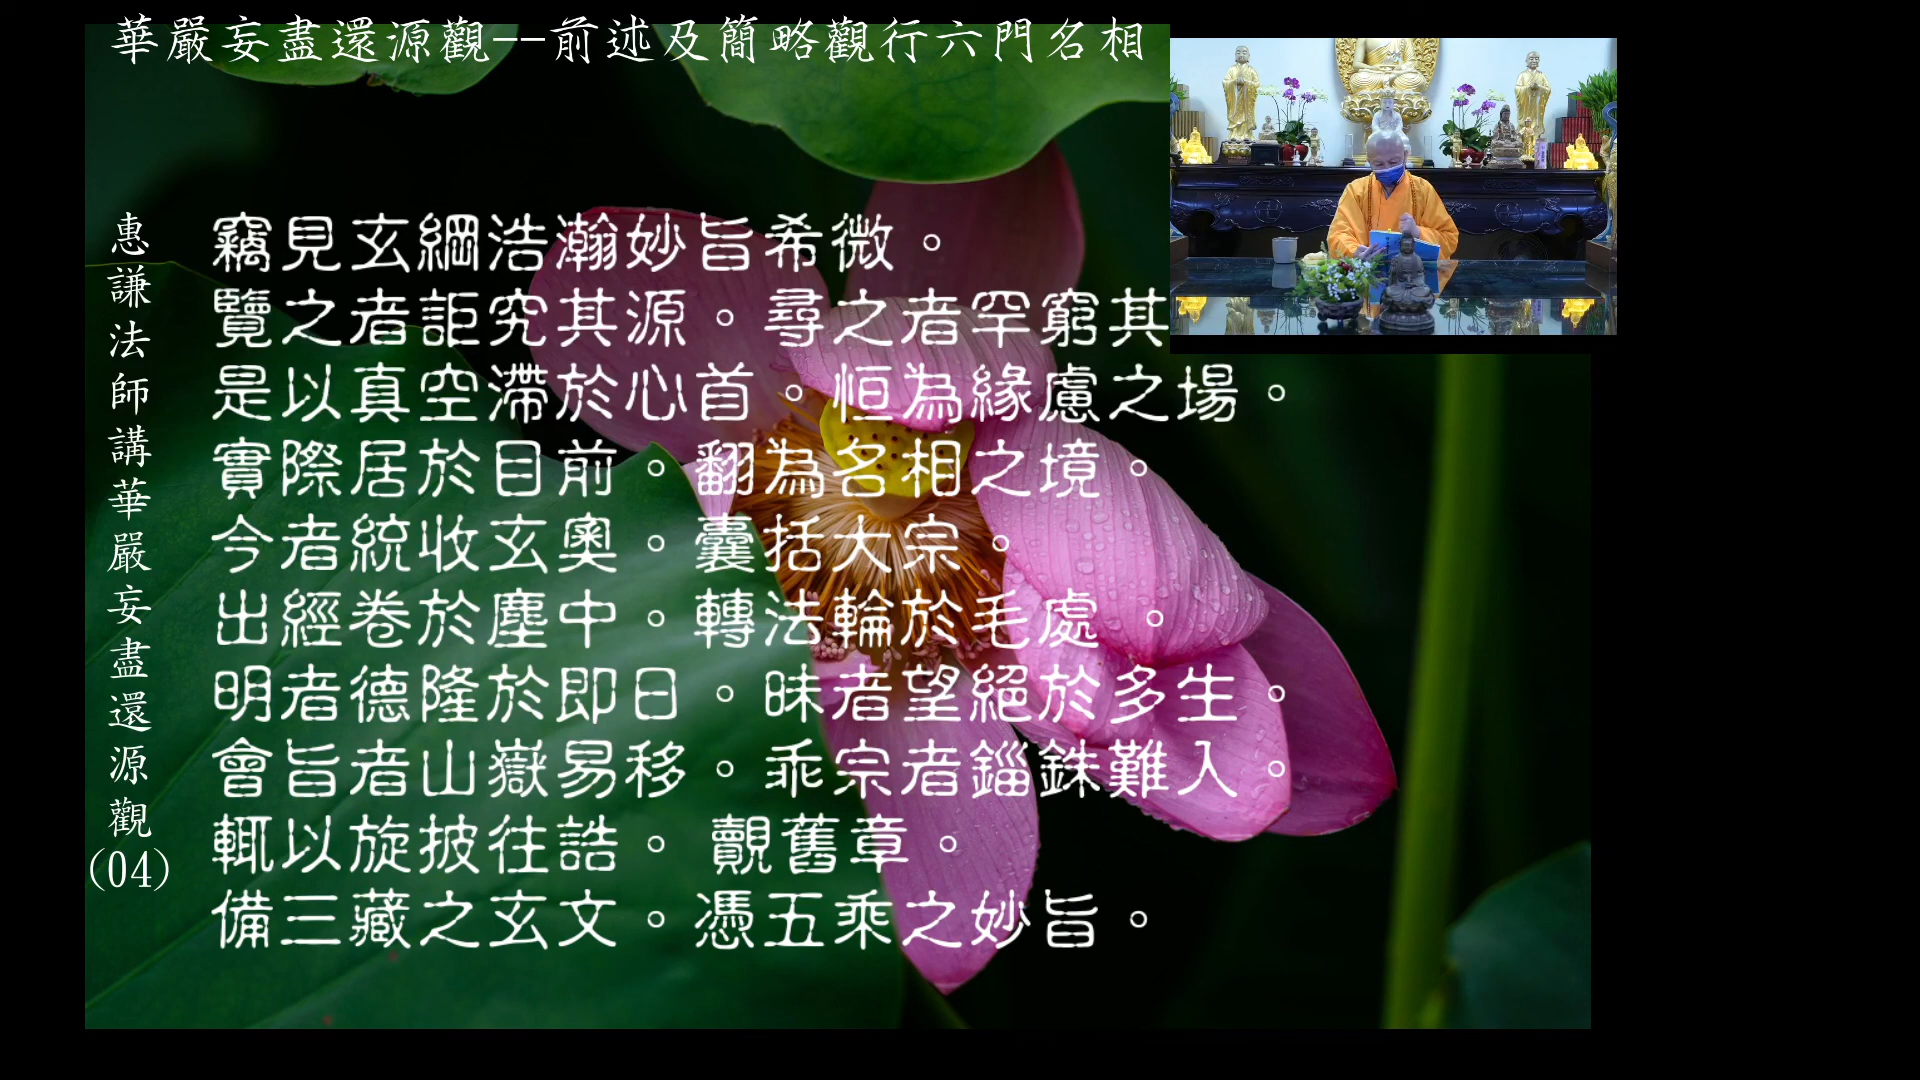 華嚴妄盡還源觀--前述及簡略觀行六門名相
惠謙法師講華嚴妄盡還源觀(04)
竊見玄綱浩瀚妙旨希微。
覽之者詎究其源。尋之者罕窮其
是以真空滯於心首。恒為緣慮之場。
實際居於目前。翻為名相之境。
今者統收玄奧。囊括大宗。
出經卷於塵中。轉法輪於毛處 。
明者德隆於即日。昧者望絕於多生。
會旨者山嶽易移。乖宗者錙銖難入。
輒以旋披往誥。 覿舊章。
備三藏之玄文。憑五乘之妙旨。